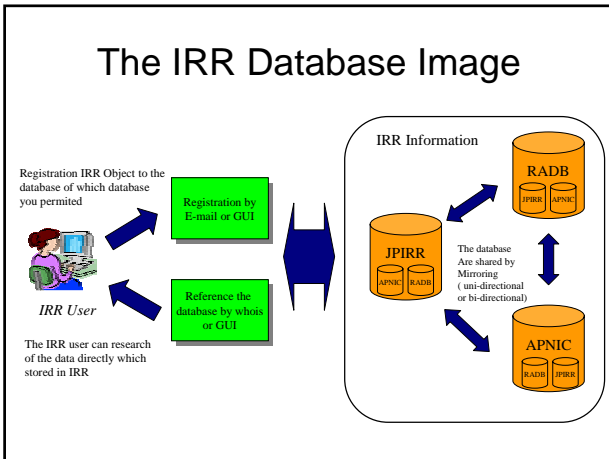 The IRR Database Image
Registration IRR Object to the
database of which database
you permitted
IRR User
The IRR user can research
of the data directly which
stored in IRR
Registration by
E-mail or GUI
Reference the
database by whois
or GUI
IRR Information
RADB
JPIRR
APNIC
JPIRR
APNIC
RADB
The database
Are shared by
Mirroring
( uni-directional
or bi-directional)
APNIC
RADB
JPIRR